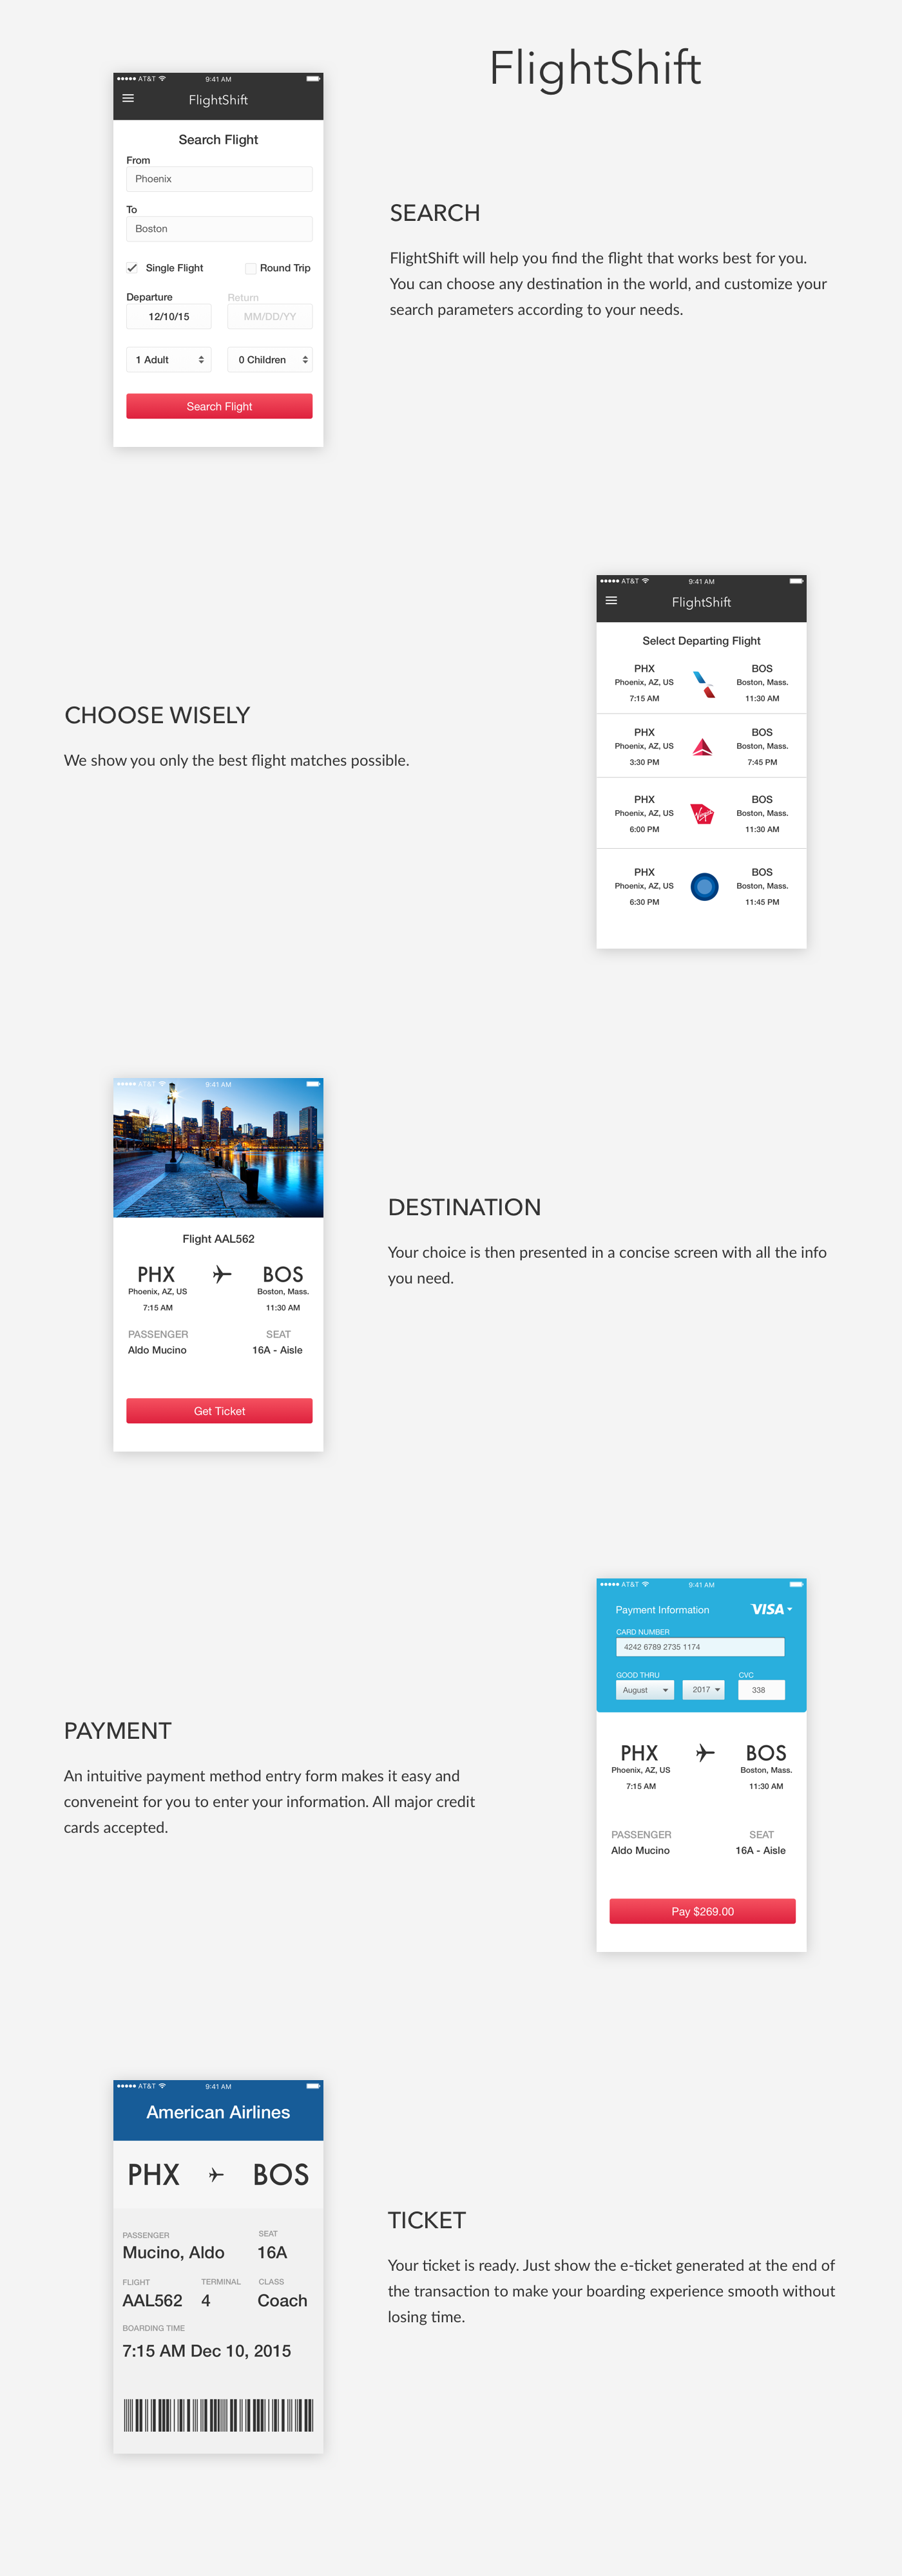 FlightShift
AT&T 9:41 AM
FlightShift
Search Flight
From
Phoenix
To
Boston
Single Flight Round Trip
Departure Return
12/10/15 MM/DD/YY
1 Adult 0 Children
Search Flight
SEARCH
FlightShift will help you find the flight that works best for you.
You can choose any destination in the world, and customize your
search parameters according to your needs.
CHOOSE WISELY
We show you only the best flight matches possible.
AT&T 9:41 AM
FlightShift
Select Departing Flight
PHX BOS
Phoenix, AZ, US Boston, Mass.
7:15 AM 11:30 AM
PHX BOS
Phoenix, AZ, US Boston, Mass.
3:30 PM 7:45 PM
PHX BOS
Phoenix, AZ, US Virgin Boston, Mass.
6:00 PM 11:30 AM
PHX BOS
Phoenix, AZ, US Boston, Mass.
6:30 PM 11:45 PM
AT&T 9:41 AM
Flight AAL562
PHX BOS
Phoenix, AZ, US Boston, Mass.
7:15 AM 11:30 AM
PASSENGER SEAT
Aldo Mucino 16A - Aisle
Get Ticket
DESTINATION
Your choice is then presented in a concise screen with all the info
you need.
PAYMENT
An intuitive payment method entry form makes it easy and
conveneint for you to enter your information. All major credit
cards accepted.
AT&T 9:41 AM
Payment Information VISA
CARD NUMBER
4242 6789 2735 1174
GOOD THRU CVC
August 2017 338
PHX BOS
Phoenix, AZ, US Boston, Mass.
7:15 AM 11:30 AM
PASSENGER SEAT
Aldo Mucino 16A - Aisle
Pay $269.00
AT&T 9:41 AM
American Airlines
PHX BOS
PASSENGER SEAT
Mucino, Aldo 16A
FLIGHT TERMINAL CLASS
AAL562 4 Coach
BOARDING TIME
7:15 AM Dec 10, 2015
TICKET
Your ticket is ready. Just show the e-ticket generated at the end of
the transaction to make your boarding experience smooth without
losing time.